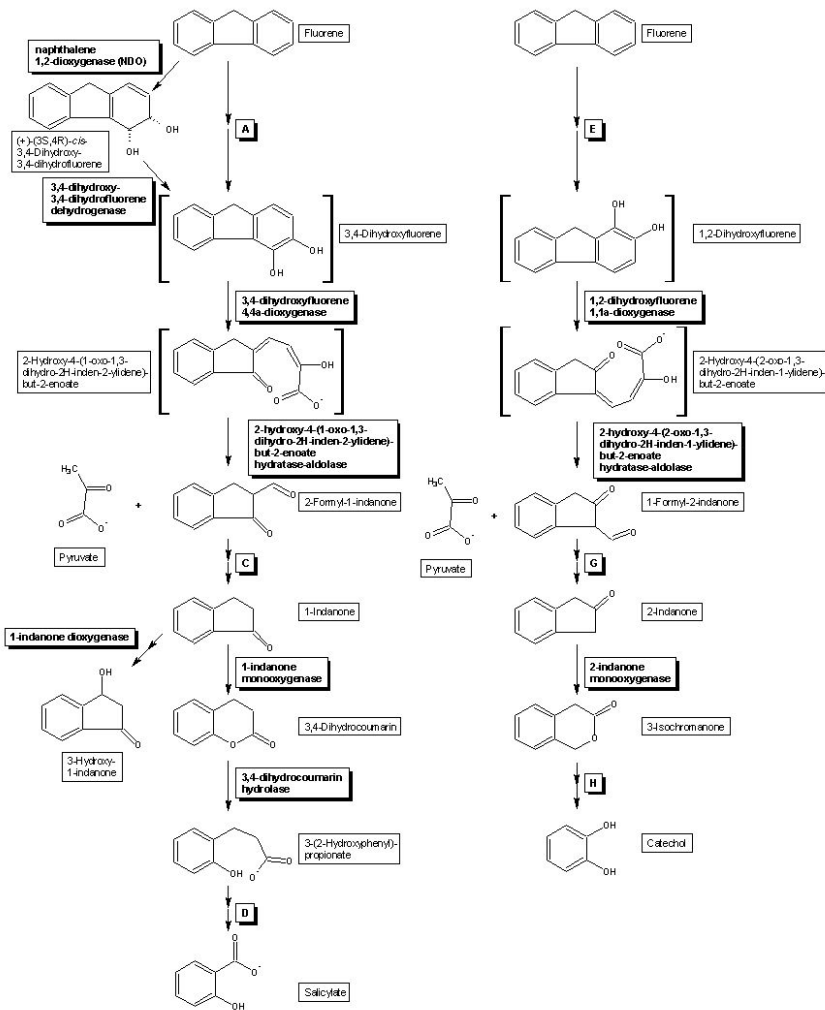 Fluorene
Fluorene
naphthalene
1,2-dioxygenase (NDO)
A
E
OH
OH
(+)-(3S,4R)-cis-
3,4-Dihydroxy-
3,4-dihydrofluorene
3,4-dihydroxy-
3,4-dihydrofluorene
dehydrogenase
OH
OH
3,4-Dihydroxyfluorene
OH
OH
1,2-Dihydroxyfluorene
3,4-dihydroxyfluorene
4,4a-dioxygenase
1,2-dihydroxyfluorene
1,1a-dioxygenase
2-Hydroxy-4-(1-oxo-1,3-
dihydro-2H-inden-2-ylidene)-
but-2-enoate
OH
O
O
O-
O
O
O-
OH
2-Hydroxy-4-(2-oxo-1,3-
dihydro-2H-inden-1-ylidene)-
but-2-enoate
2-hydroxy-4-(1-oxo-1,3-
dihydro-2H-inden-2-ylidene)-
but-2-enoate
hydratase-aldolase
2-hydroxy-4-(2-oxo-1,3-
dihydro-2H-inden-1-ylidene)-
but-2-enoate
hydratase-aldolase
H3C
O
O
O-
Pyruvate
+
O
O
2-Formyl-1-indanone
H3C
O
O
O-
Pyruvate
+
O
O
1-Formyl-2-indanone
C
G
1-Indanone
O
2-Indanone
O
1-indanone dioxygenase
1-indanone
monooxygenase
2-indanone
monooxygenase
OH
O
3-Hydroxy-
1-indanone
O
O
3,4-Dihydrocoumarin
O
O
3-Isochromanone
3,4-dihydrocoumarin
hydrolase
H
OH
O
O-
3-(2-Hydroxyphenyl)-
propionate
OH
OH
Catechol
D
O
O-
OH
Salicylate